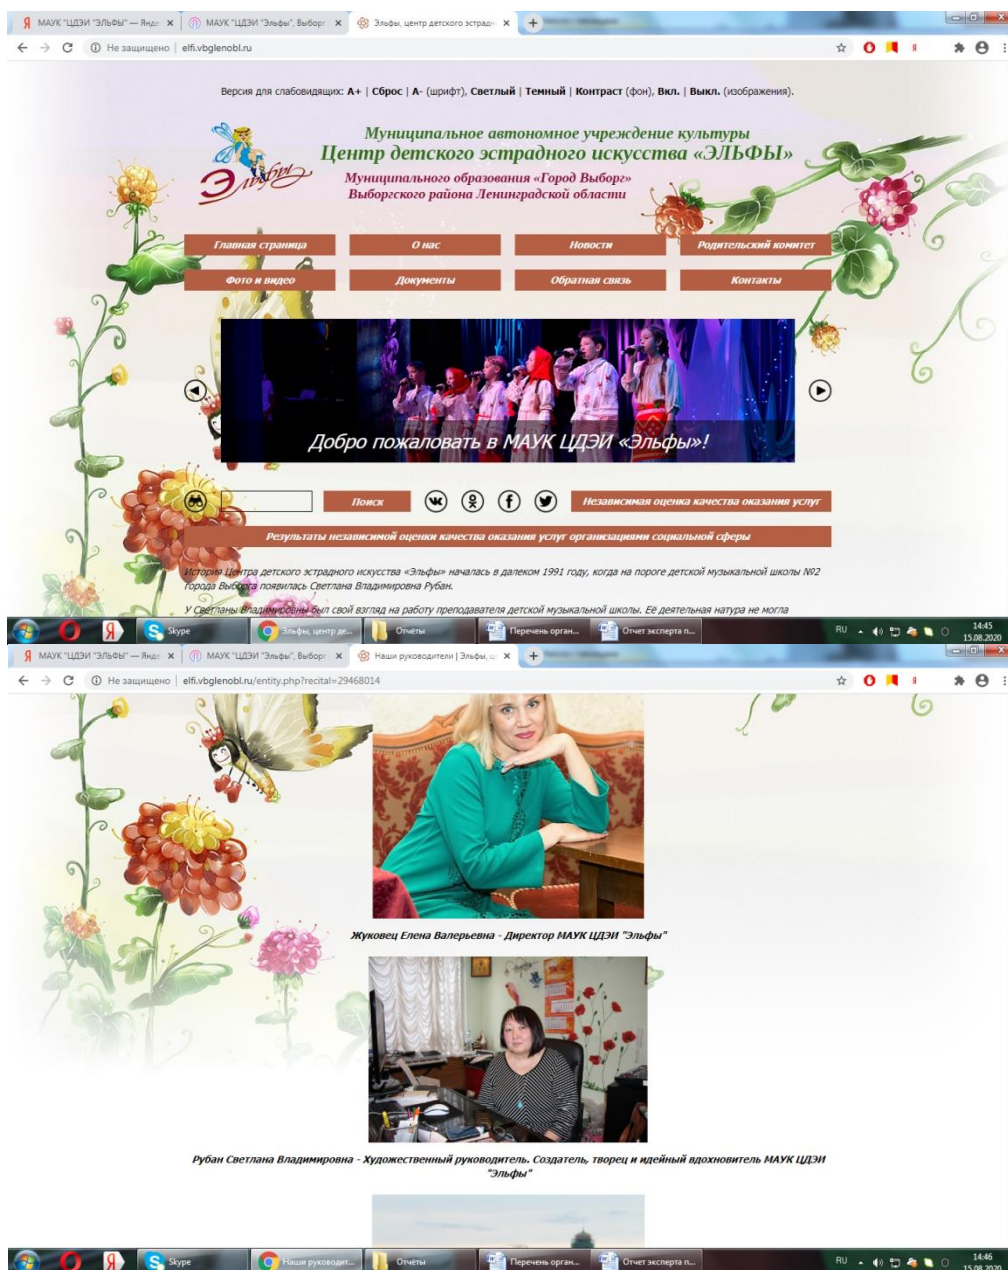 МАУК "ЦДЭИ "ЭЛЬФЫ" — Янде
МАУК "ЦДЭИ "Эльфы", Выборг
Эльфы, центр детского эстрадн
Не защищено | elfi.vbglenobl.ru
Версия для слабовидящих: A+ | Сброс | A- (шрифт), Светлый | Темный | Контраст (фон), Вкл. | Выкл. (изображения).
Эльфы
Муниципальное автономное учреждение культуры
Центр детского эстрадного искусства «ЭЛЬФЫ»
Муниципального образования «Город Выборг»
Выборгского района Ленинградской области
Главная страница
О нас
Новости
Родительский комитет
Фото и видео
Документы
Обратная связь
Контакты
Добро пожаловать в МАУК ЦДЭИ «Эльфы»!
Поиск
Независимая оценка качества оказания услуг
Результаты независимой оценки качества оказания услуг организациями социальной сферы
История Центра детского эстрадного искусства «Эльфы» началась в далеком 1991 году, когда на пороге детской музыкальной школы №2
города Выборга появилась Светлана Владимировна Рубан.
У Светланы Владимировны был свой взгляд на работу преподавателя детской музыкальной школы. Её деятельная натура не могла
Skype
Эльфы, центр де...
Отчеты
Перечень орган...
Отчет эксперта п...
RU
14:45
15.08.2020
МАУК "ЦДЭИ "ЭЛЬФЫ" — Янде
МАУК "ЦДЭИ "Эльфы", Выборг
Наши руководители | Эльфы, ц
Не защищено | elfi.vbglenobl.ru/entity.php?recital=29468014
Жуковец Елена Валерьевна - Директор МАУК ЦДЭИ "Эльфы"
Рубан Светлана Владимировна - Художественный руководитель. Создатель, творец и идейный вдохновитель МАУК ЦДЭИ
"Эльфы"
Skype
Наши руководит...
Отчеты
Перечень орган...
Отчет эксперта п...
RU
14:46
15.08.2020